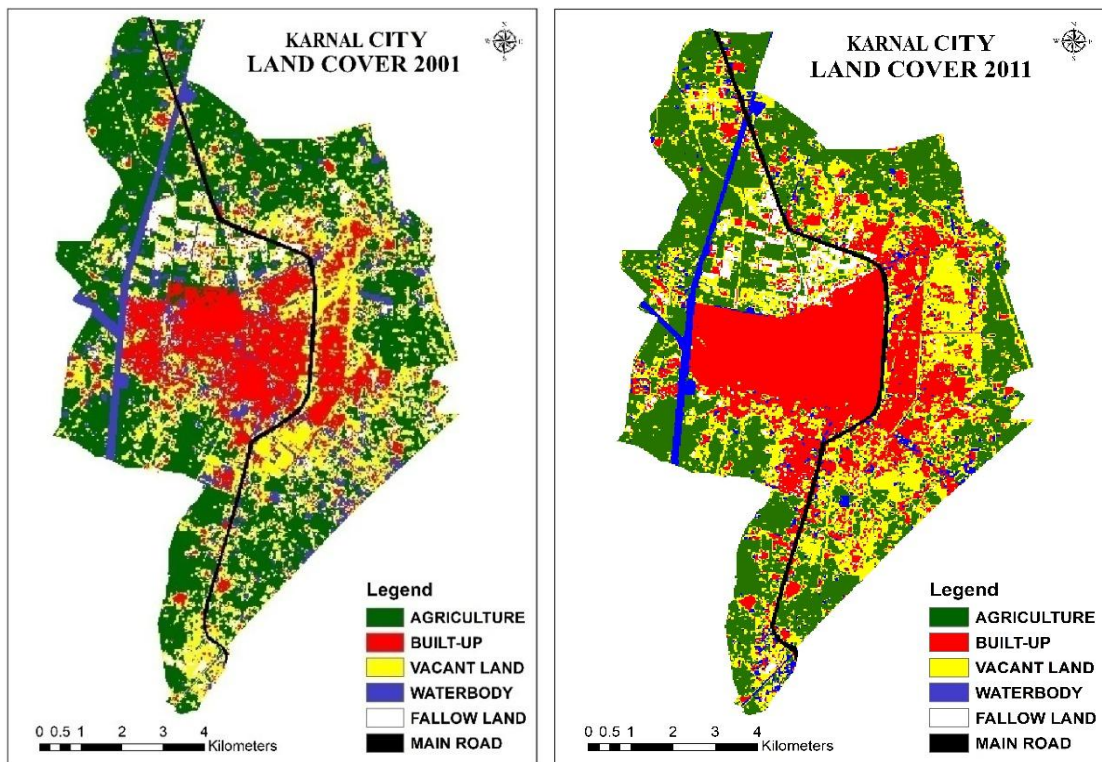 KARNAL CITY
LAND COVER 2001
N
W E
S
Legend
AGRICULTURE
BUILT-UP
VACANT LAND
WATERBODY
FALLOW LAND
MAIN ROAD
0 0.5 1 2 3 4
Kilometers
KARNAL CITY
LAND COVER 2011
N
W E
S
Legend
AGRICULTURE
BUILT-UP
VACANT LAND
WATERBODY
FALLOW LAND
MAIN ROAD
0 0.5 1 2 3 4
Kilometers